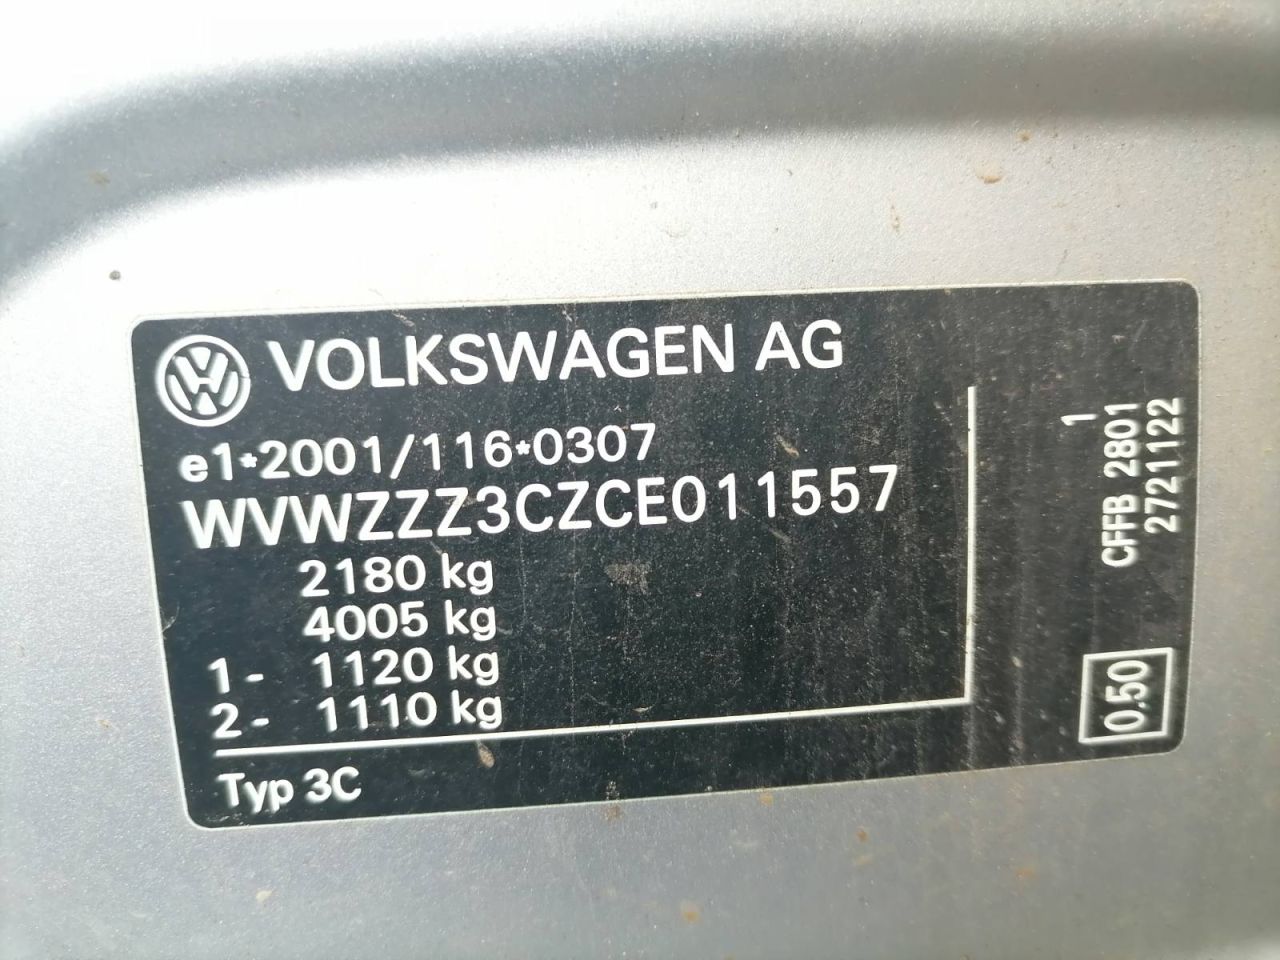 VOLKSWAGEN AG
e1*2001/116*0307
WVWZZZ3CZCE011557
2180 kg
4005 kg
1- 1120 kg
2- 1110 kg
Typ 3C
1
CFFB 2801
2721122
0.50